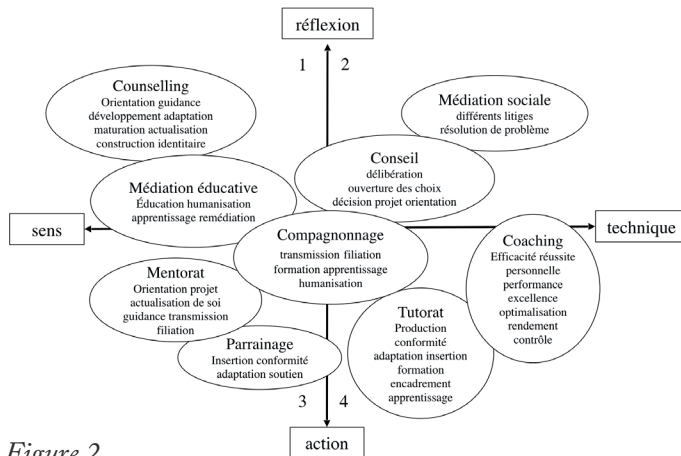 réflexion
1 2
Counselling
Orientation guidance
développement adaptation
maturation actualisation
construction identitaire
Médiation sociale
différents litiges
résolution de problème
Conseil
délibération
ouverture des choix
décision projet orientation
Médiation éducative
Éducation humanisation
apprentissage remédiation
sens
Compagnonnage
transmission filiation
formation apprentissage
humanisation
technique
Coaching
Efficacité réussite
personnelle
performance
excellence
optimalisation
rendement
contrôle
Mentorat
Orientation projet
actualisation de soi
guidance transmission
filiation
Tutorat
Production
conformité
adaptation insertion
formation
encadrement
apprentissage
Parrainage
Insertion conformité
adaptation soutien
3 4
action
Figure 2